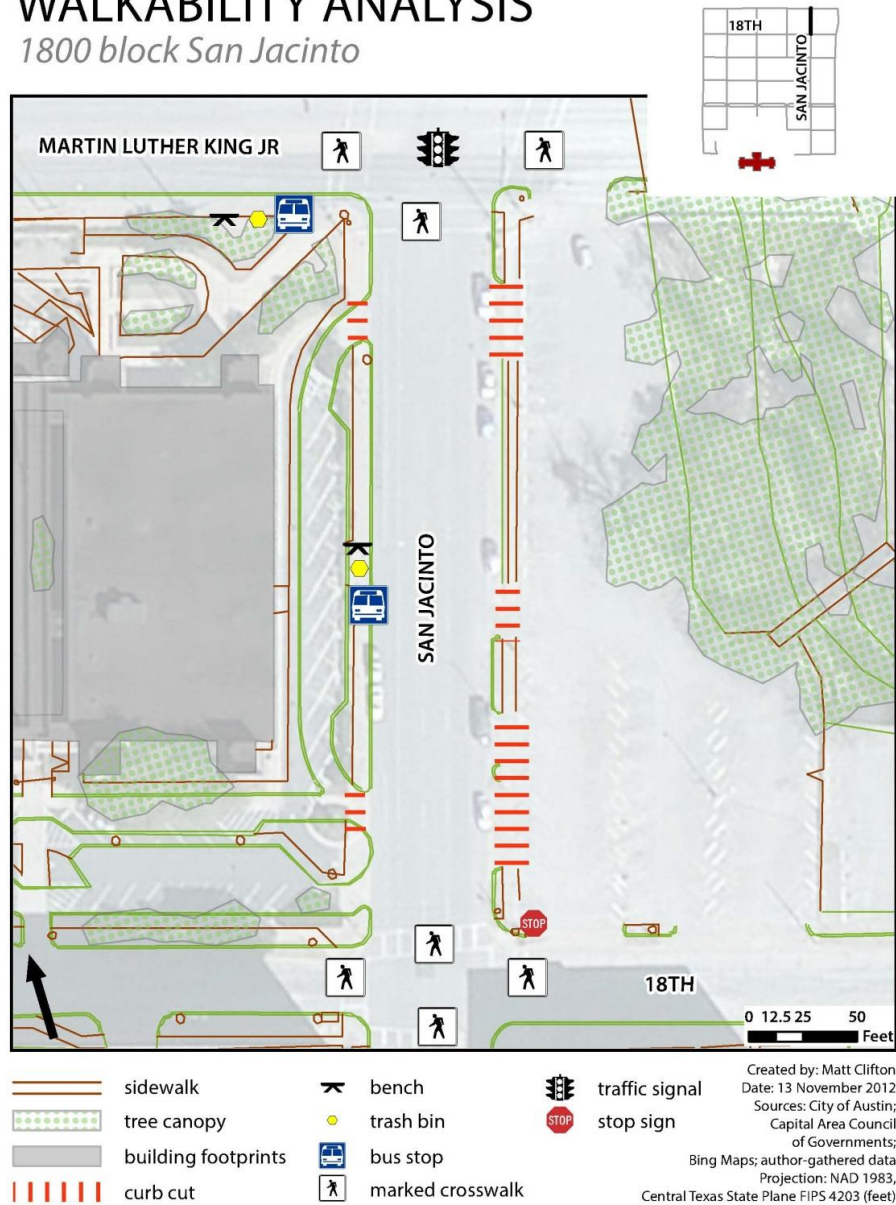 WALKABILITY ANALYSIS
1800 block San Jacinto
18TH
SAN JACINTO
MARTIN LUTHER KING JR
SAN JACINTO
STOP
18TH
0 12.5 25 50
Feet
sidewalk
tree canopy
building footprints
curb cut
bench
trash bin
bus stop
marked crosswalk
traffic signal
STOP
stop sign
Created by: Matt Clifton
Date: 13 November 2012
Sources: City of Austin;
Capital Area Council
of Governments;
Bing Maps; author-gathered data
Projection: NAD 1983,
Central Texas State Plane FIPS 4203 (feet)